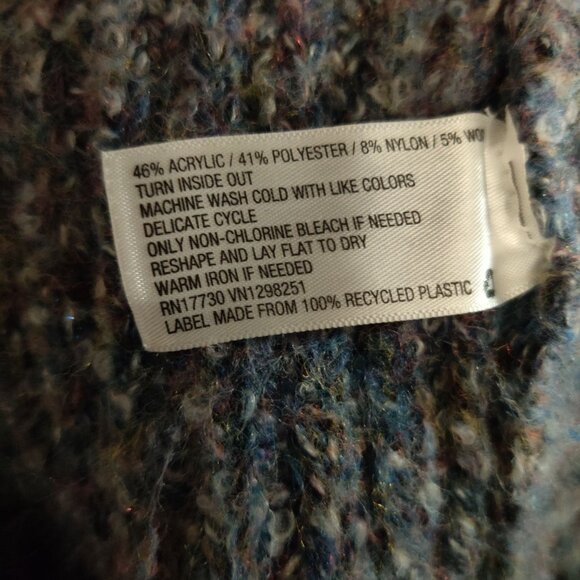 46% ACRYLIC / 41% POLYESTER / 8% NYLON / 5%
TURN INSIDE OUT
MACHINE WASH COLD WITH LIKE COLORS
DELICATE CYCLE
ONLY NON-CHLORINE BLEACH IF NEEDED
RESHAPE AND LAY FLAT TO DRY
WARM IRON IF NEEDED
RN17730 VN1298251
LABEL MADE FROM 100% RECYCLED PLASTIC